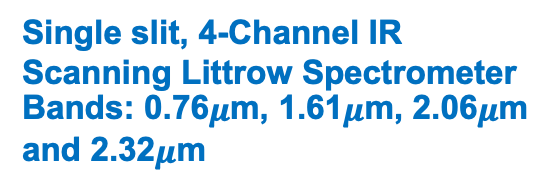 Single slit, 4-Channel IR
Scanning Littrow Spectrometer
Bands: 0.76μm, 1.61μm, 2.06μm
and 2.32μm